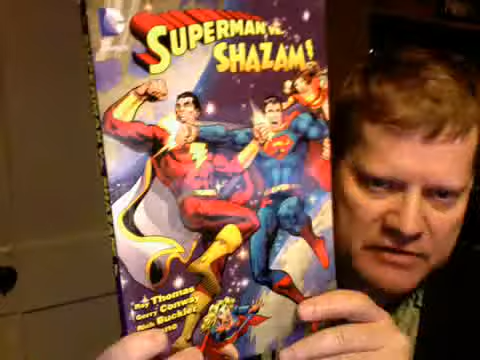 SUPERMAN vs.
SHAZAM!
Roy Thomas
Gerry Conway
Rich Buckler